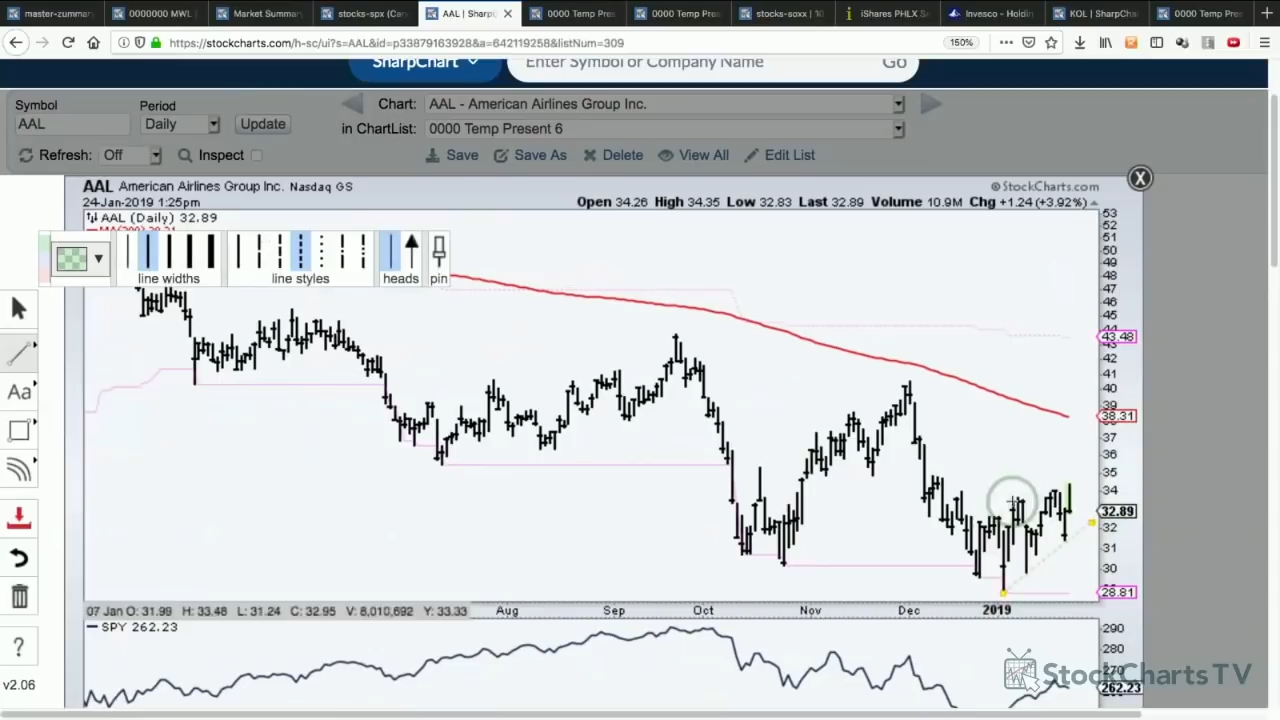 master-summary
0000000 MWL
Market Summary
stocks-spx (Can
AAL | Sharp
0000 Temp Pres
0000 Temp Pres
stocks-soxx | 10
iShares PHLX S
Invesco - Holdin
KOL | SharpCha
0000 Temp Pres
https://stockcharts.com/h-sc/ui?s=AAL&id=p33879163928&a=642119258&listNum=309
150%
SharpChart
Enter Symbol or Company Name
Go
Symbol
Period
Chart: AAL - American Airlines Group Inc.
AAL
Daily
Update
in ChartList: 0000 Temp Present 6
Refresh: Off
Inspect
Save
Save As
Delete
View All
Edit List
AAL American Airlines Group Inc. Nasdaq GS
©StockCharts.com
24-Jan-2019 1:25pm
Open 34.26 High 34.35 Low 32.83 Last 32.89 Volume 10.9M Chg +1.24 (+3.92%)
AAL (Daily) 32.89
line widths
line styles
heads
pin
53
52
51
50
49
48
47
46
45
44
43.48
43
42
41
40
39
38.31
37
36
35
34
32.89
32
31
30
28.81
Aa
?
v2.06
07 Jan O: 31.99 H: 33.48 L: 31.24 C: 32.95 V: 8,010,692 Y: 33.33
Aug
Sep
Oct
Nov
Dec
2019
SPY 262.23
290
280
270
262.23
StockChartsTV